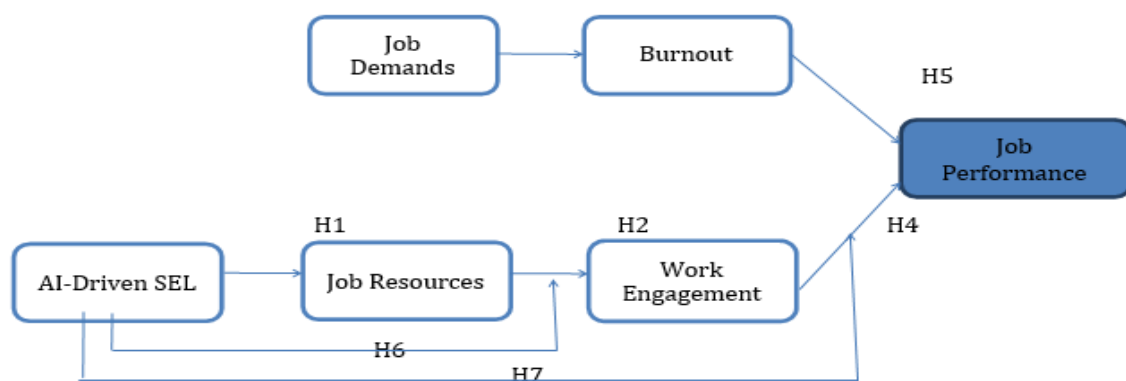 Job
Demands
Burnout
H5
Job
Performance
H1
H2
H4
AI-Driven SEL
Job Resources
Work
Engagement
H6
H7